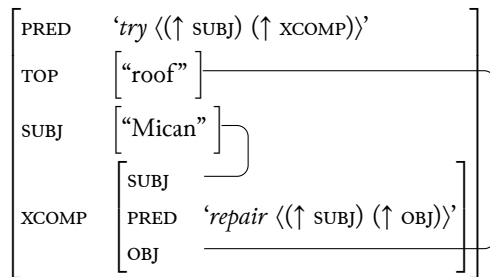 PRED ‘try ⟨(↑ SUBJ) (↑ XCOMP)⟩’
TOP [“roof”]
SUBJ [“Mican”]
SUBJ
XCOMP PRED ‘repair ⟨(↑ SUBJ) (↑ OBJ)⟩’
OBJ